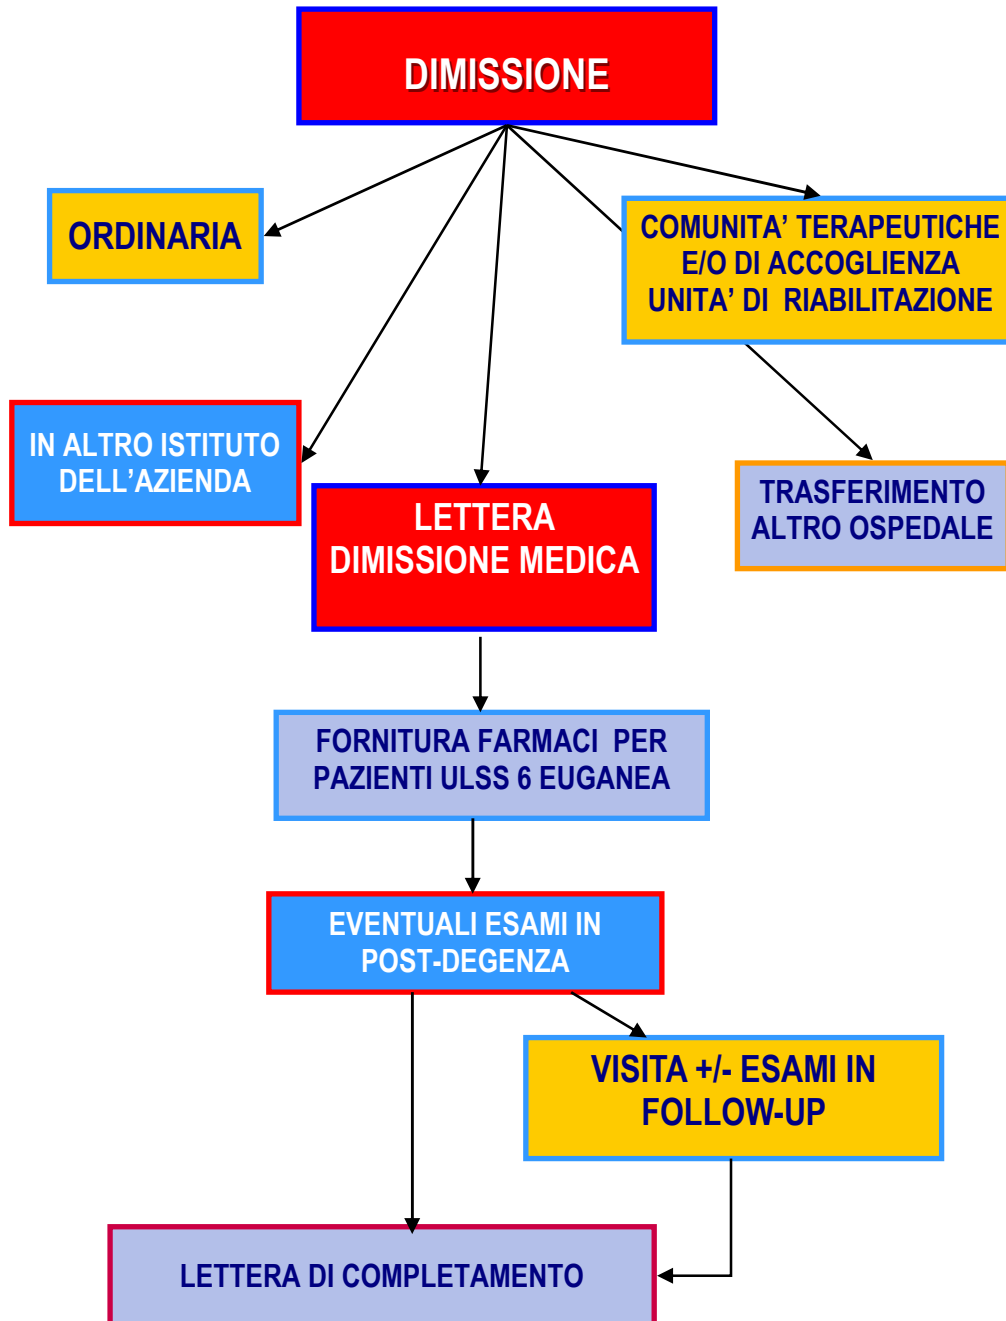 DIMISSIONE
ORDINARIA
COMUNITA’ TERAPEUTICHE
E/O DI ACCOGLIENZA
UNITA’ DI RIABILITAZIONE
IN ALTRO ISTITUTO
DELL’AZIENDA
TRASFERIMENTO
ALTRO OSPEDALE
LETTERA
DIMISSIONE MEDICA
FORNITURA FARMACI PER
PAZIENTI ULSS 6 EUGANEA
EVENTUALI ESAMI IN
POST-DEGENZA
VISITA +/- ESAMI IN
FOLLOW-UP
LETTERA DI COMPLETAMENTO